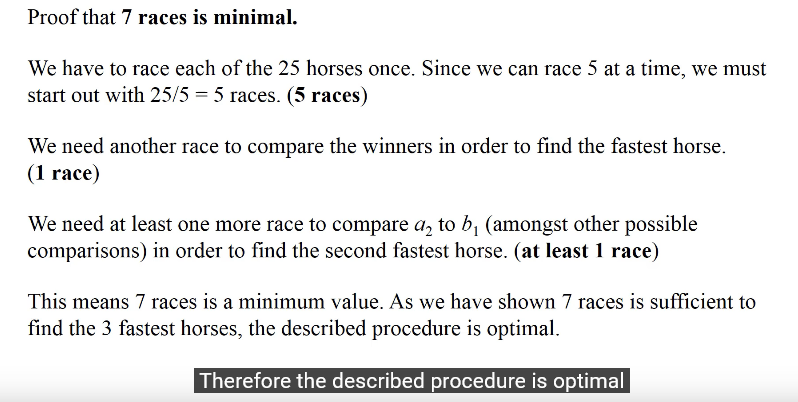 Proof that 7 races is minimal.
We have to race each of the 25 horses once. Since we can race 5 at a time, we must
start out with 25/5 = 5 races. (5 races)
We need another race to compare the winners in order to find the fastest horse.
(1 race)
We need at least one more race to compare a₂ to b₁ (amongst other possible
comparisons) in order to find the second fastest horse. (at least 1 race)
This means 7 races is a minimum value. As we have shown 7 races is sufficient to
find the 3 fastest horses, the described procedure is optimal.
Therefore the described procedure is optimal